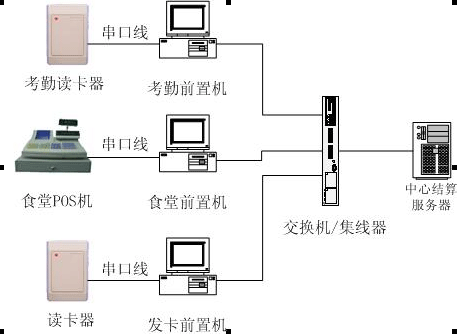 串口线
考勤读卡器
考勤前置机
串口线
食堂POS机
食堂前置机
交换机/集线器
中心结算
服务器
串口线
读卡器
发卡前置机